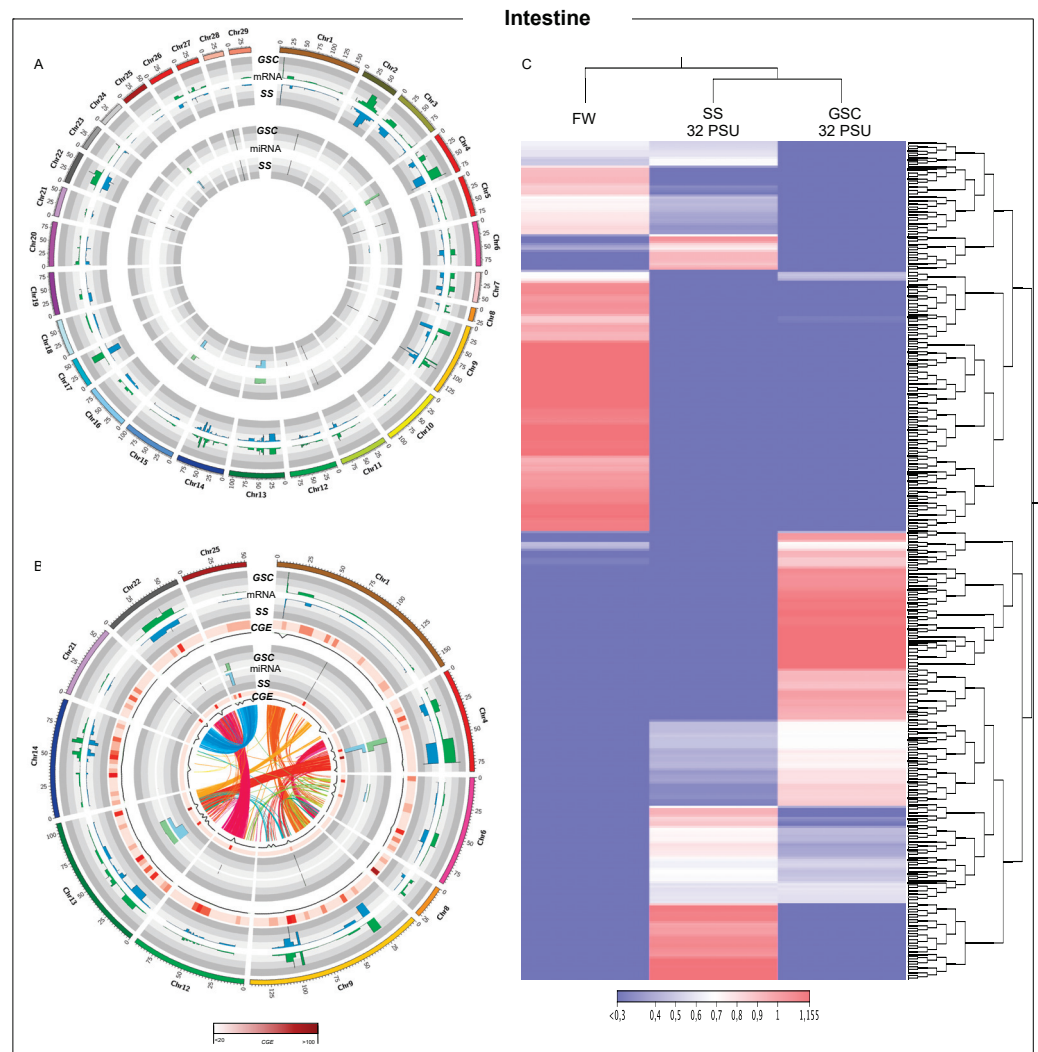 Intestine
A
Chr1
Chr2
Chr3
Chr4
Chr5
Chr6
Chr7
Chr8
Chr9
Chr10
Chr11
Chr12
Chr13
Chr14
Chr15
Chr16
Chr17
Chr18
Chr19
Chr20
Chr21
Chr22
Chr23
Chr24
Chr25
Chr26
Chr27
Chr28
Chr29
GSC
mRNA
SS
GSC
miRNA
SS
B
Chr1
Chr4
Chr6
Chr8
Chr9
Chr12
Chr13
Chr14
Chr21
Chr22
Chr25
GSC
mRNA
SS
CGE
GSC
miRNA
SS
CGE
<20 CGE >100
C
FW
SS
32 PSU
GSC
32 PSU
<0,3 0,4 0,5 0,6 0,7 0,8 0,9 1 1,155